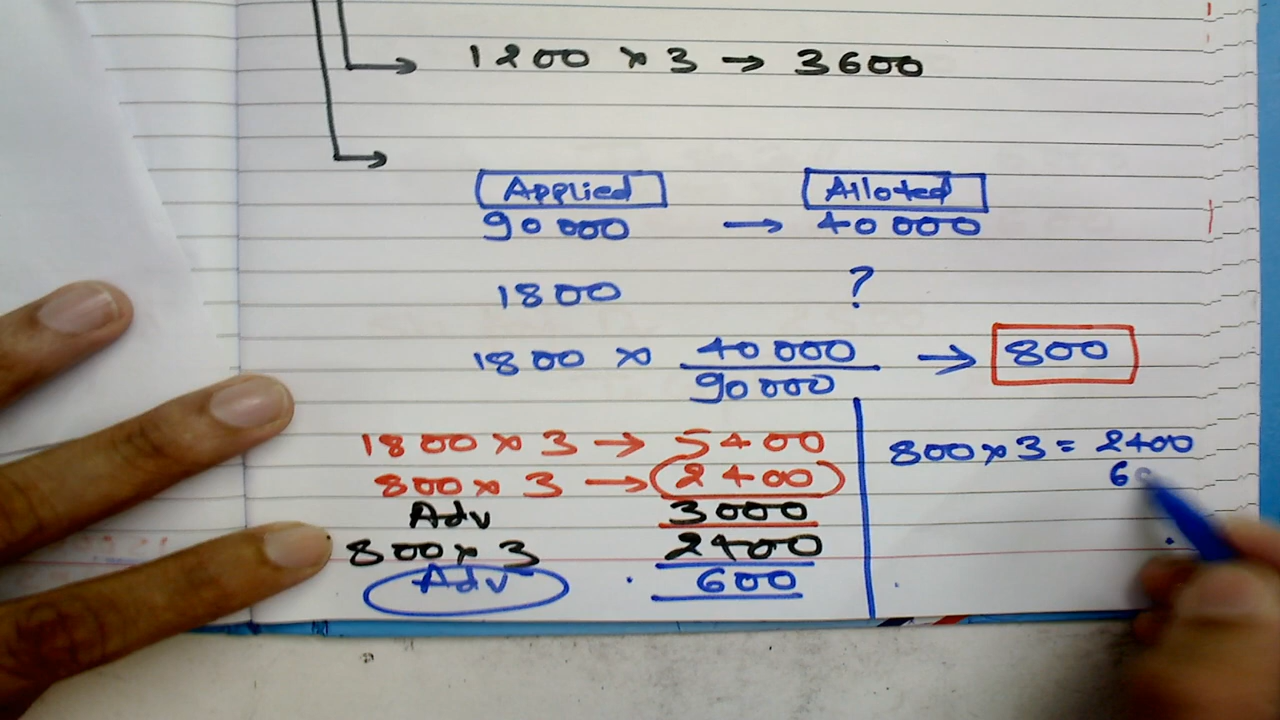 1200 × 3 → 3600
Applied Alloted
90000 → 40000
1800 ?
1800 × 40000 / 90000 → 800
1800 × 3 → 5400
800 × 3 → 2400
Adv 3000
800 × 3 2400
Adv 600
800 × 3 = 2400
60